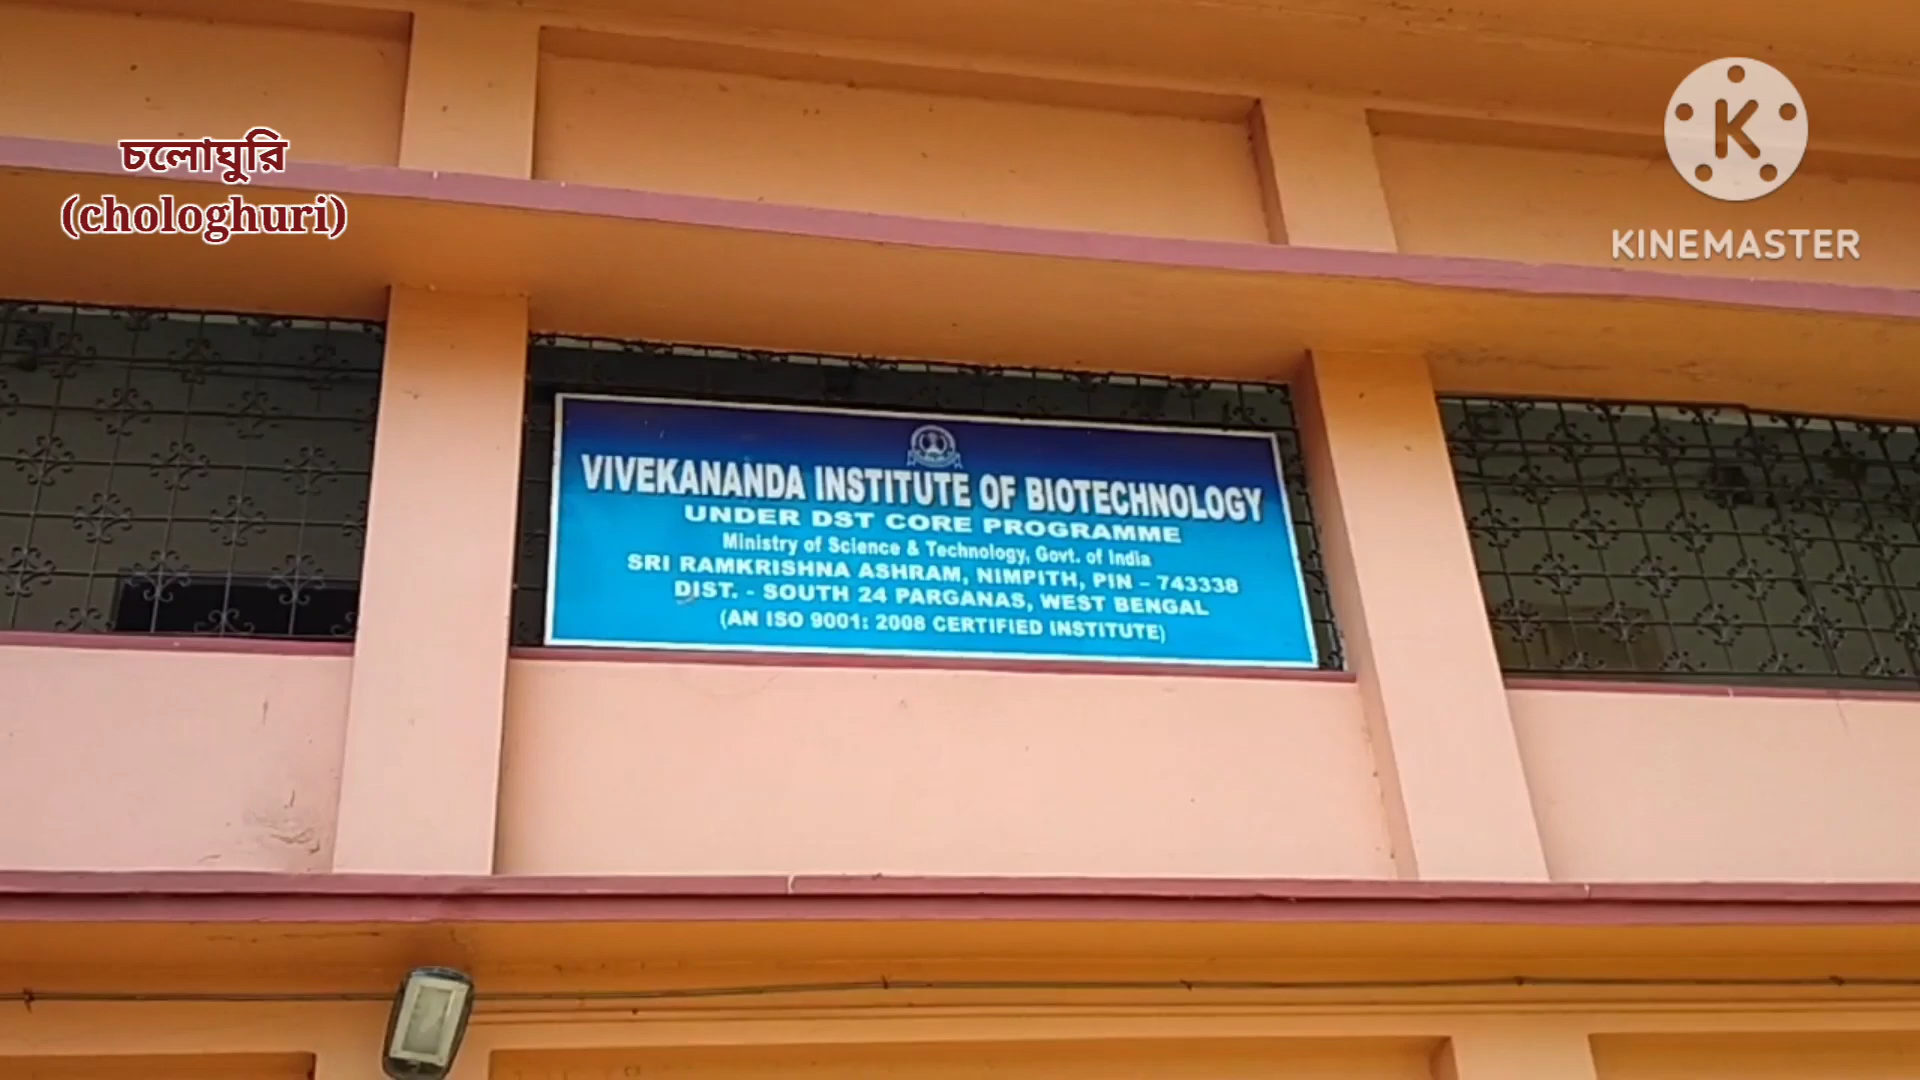 চলোঘুরি
(chologhuri)
K
KINEMASTER
VIVEKANANDA INSTITUTE OF BIOTECHNOLOGY
UNDER DST CORE PROGRAMME
Ministry of Science & Technology, Govt. of India
SRI RAMKRISHNA ASHRAM, NIMPITH, PIN – 743338
DIST. - SOUTH 24 PARGANAS, WEST BENGAL
(AN ISO 9001: 2008 CERTIFIED INSTITUTE)